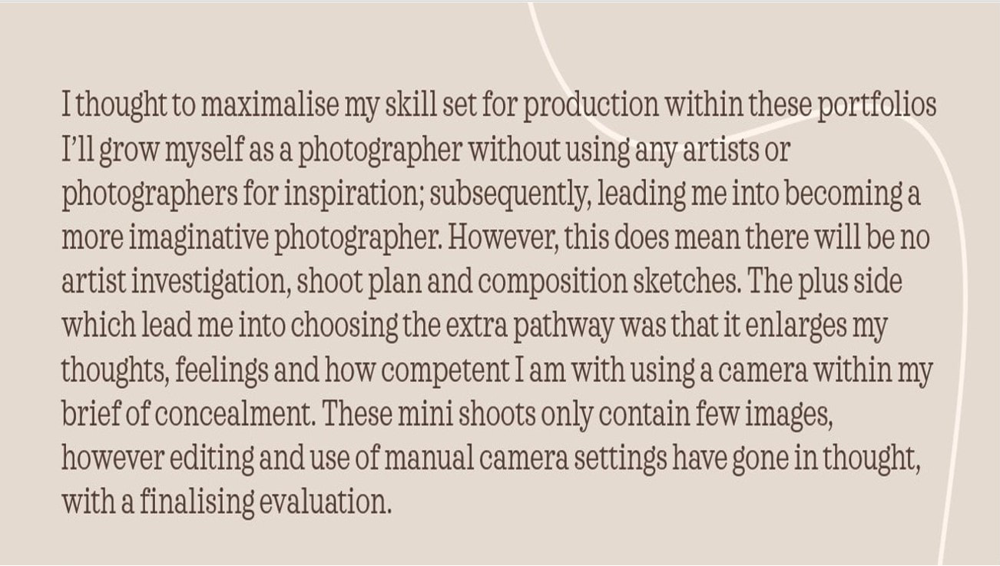 I thought to maximalise my skill set for production within these portfolios
I’ll grow myself as a photographer without using any artists or
photographers for inspiration; subsequently, leading me into becoming a
more imaginative photographer. However, this does mean there will be no
artist investigation, shoot plan and composition sketches. The plus side
which lead me into choosing the extra pathway was that it enlarges my
thoughts, feelings and how competent I am with using a camera within my
brief of concealment. These mini shoots only contain few images,
however editing and use of manual camera settings have gone in thought,
with a finalising evaluation.